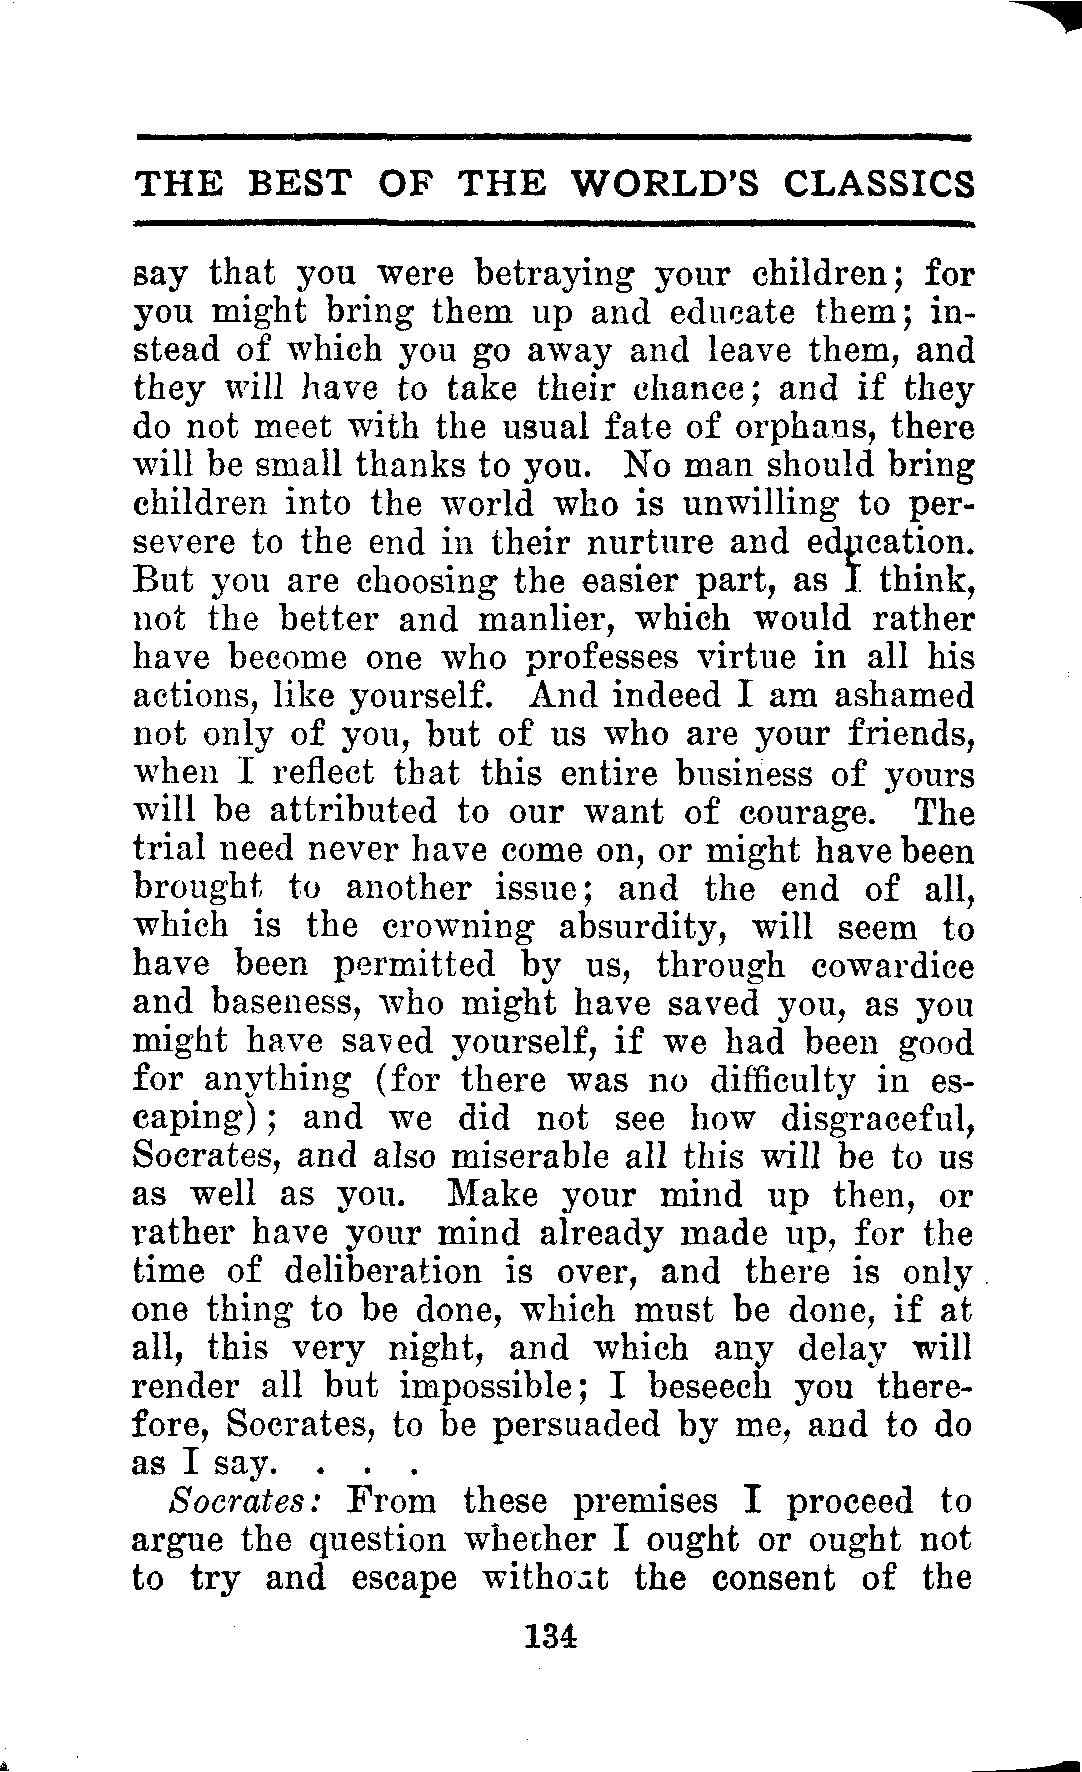 THE BEST OF THE WORLD'S CLASSICS
say that you were betraying your children; for
you might bring them up and educate them; in-
stead of which you go away and leave them, and
they will have to take their chance; and if they
do not meet with the usual fate of orphans, there
will be small thanks to you. No man should bring
children into the world who is unwilling to per-
severe to the end in their nurture and education.
But you are choosing the easier part, as I think,
not the better and manlier, which would rather
have become one who professes virtue in all his
actions, like yourself. And indeed I am ashamed
not only of you, but of us who are your friends,
when I reflect that this entire business of yours
will be attributed to our want of courage. The
trial need never have come on, or might have been
brought to another issue; and the end of all,
which is the crowning absurdity, will seem to
have been permitted by us, through cowardice
and baseness, who might have saved you, as you
might have saved yourself, if we had been good
for anything (for there was no difficulty in es-
caping); and we did not see how disgraceful,
Socrates, and also miserable all this will be to us
as well as you. Make your mind up then, or
rather have your mind already made up, for the
time of deliberation is over, and there is only
one thing to be done, which must be done, if at
all, this very night, and which any delay will
render all but impossible; I beseech you there-
fore, Socrates, to be persuaded by me, and to do
as I say. . . .
Socrates: From these premises I proceed to
argue the question whether I ought or ought not
to try and escape without the consent of the
134